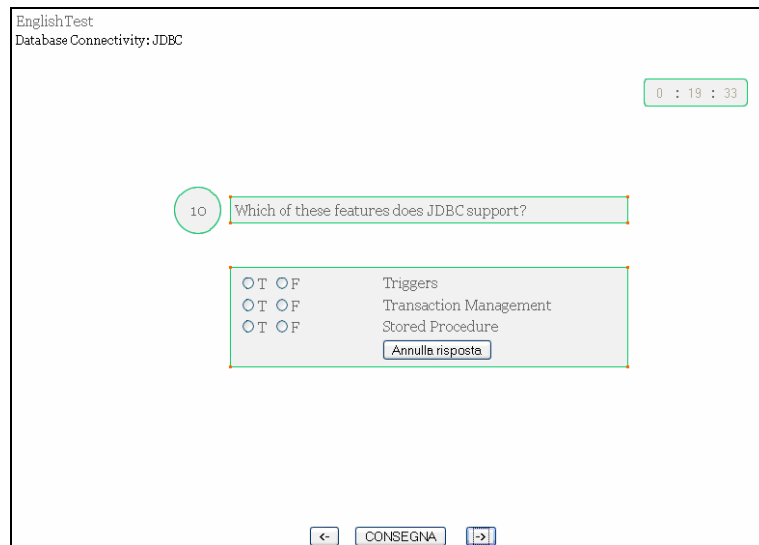 EnglishTest
Database Connectivity: JDBC
0 : 19 : 33
10 Which of these features does JDBC support?
T F Triggers
T F Transaction Management
T F Stored Procedure
Annulla risposta
<- CONSEGNA ->